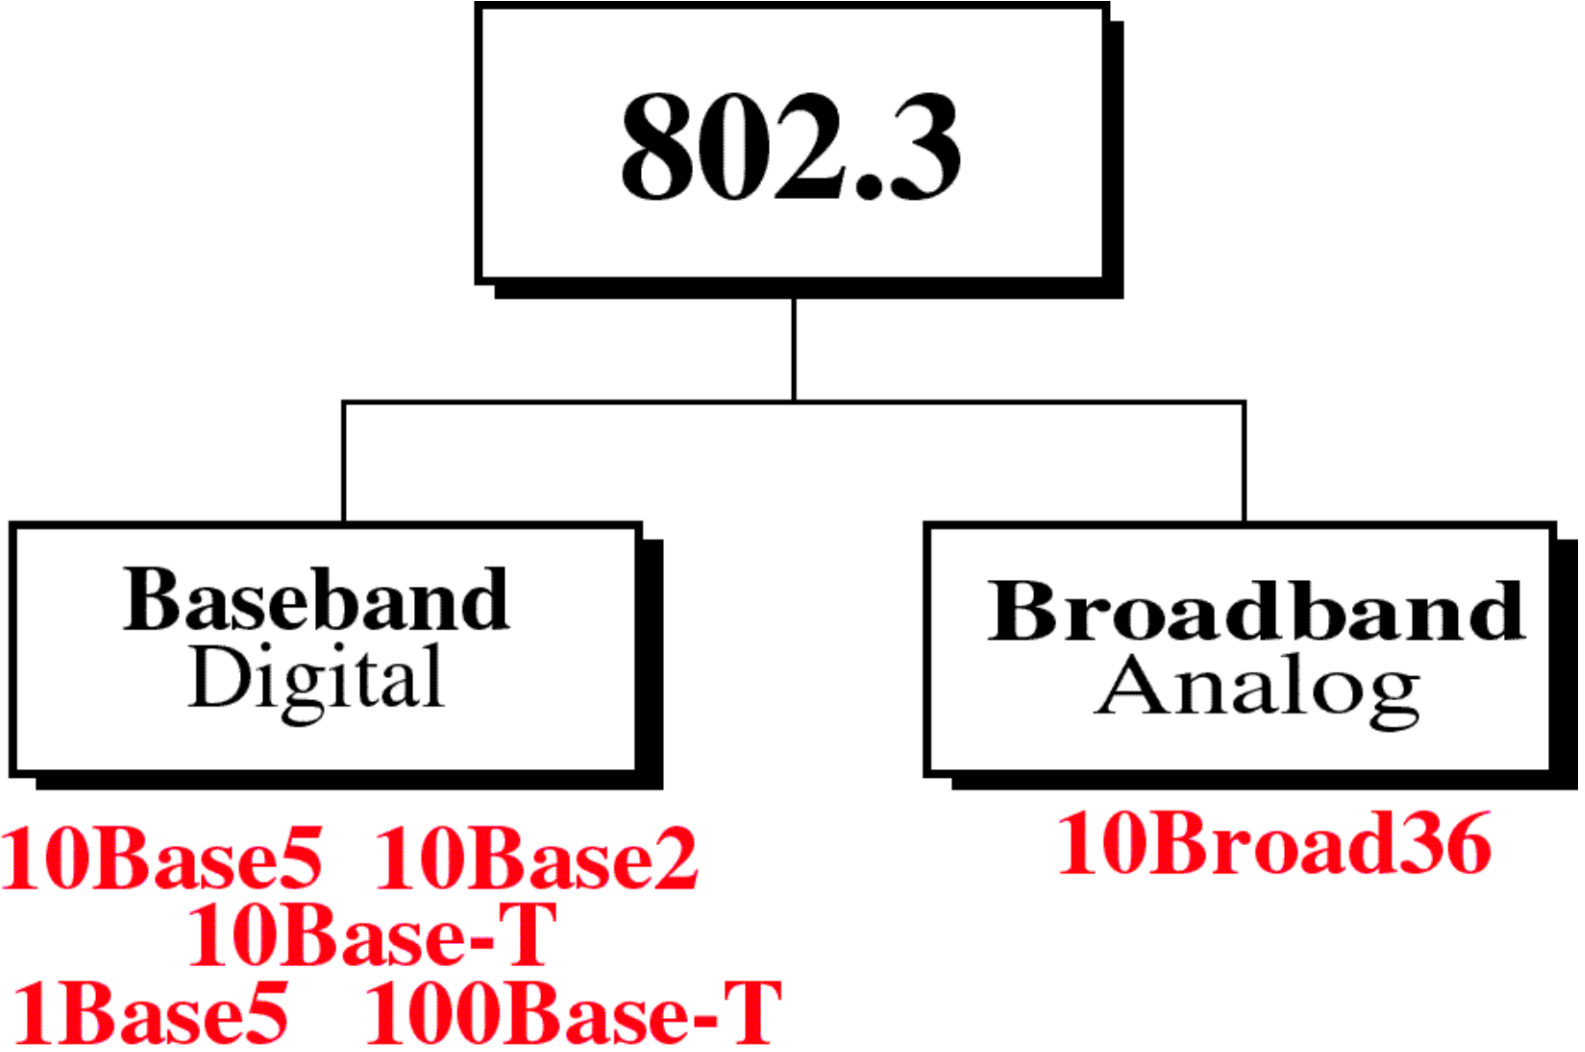 802.3
Baseband
Digital
Broadband
Analog
10Base5 10Base2
10Base-T
1Base5 100Base-T
10Broad36